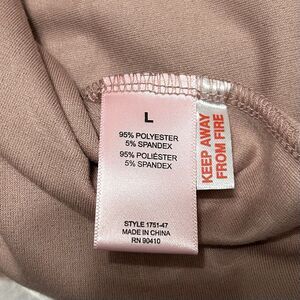 L
95% POLYESTER
5% SPANDEX
95% POLIÉSTER
5% SPANDEX
STYLE 1751-47
MADE IN CHINA
RN 90410
KEEP AWAY
FROM FIRE